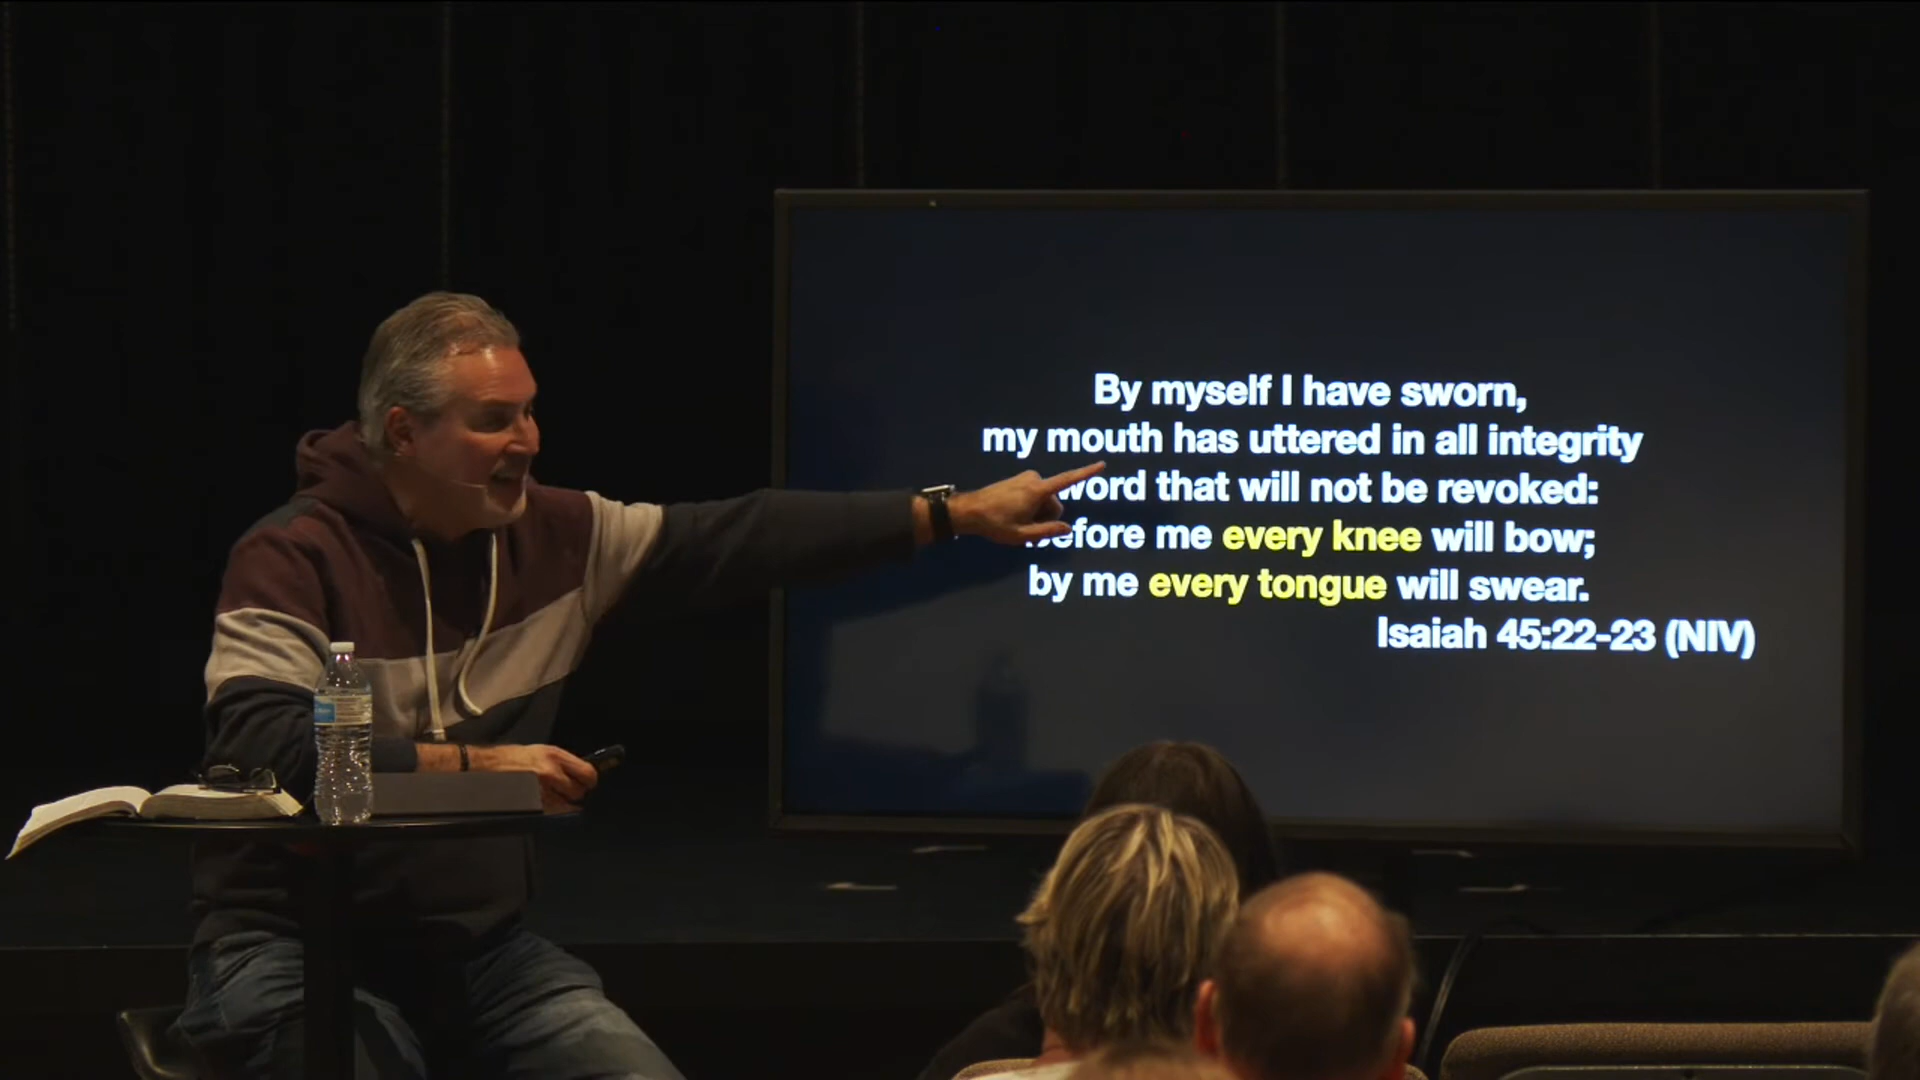 By myself I have sworn,
my mouth has uttered in all integrity
word that will not be revoked:
me every knee will bow;
by me every tongue will swear.
Isaiah 45:22-23 (NIV)